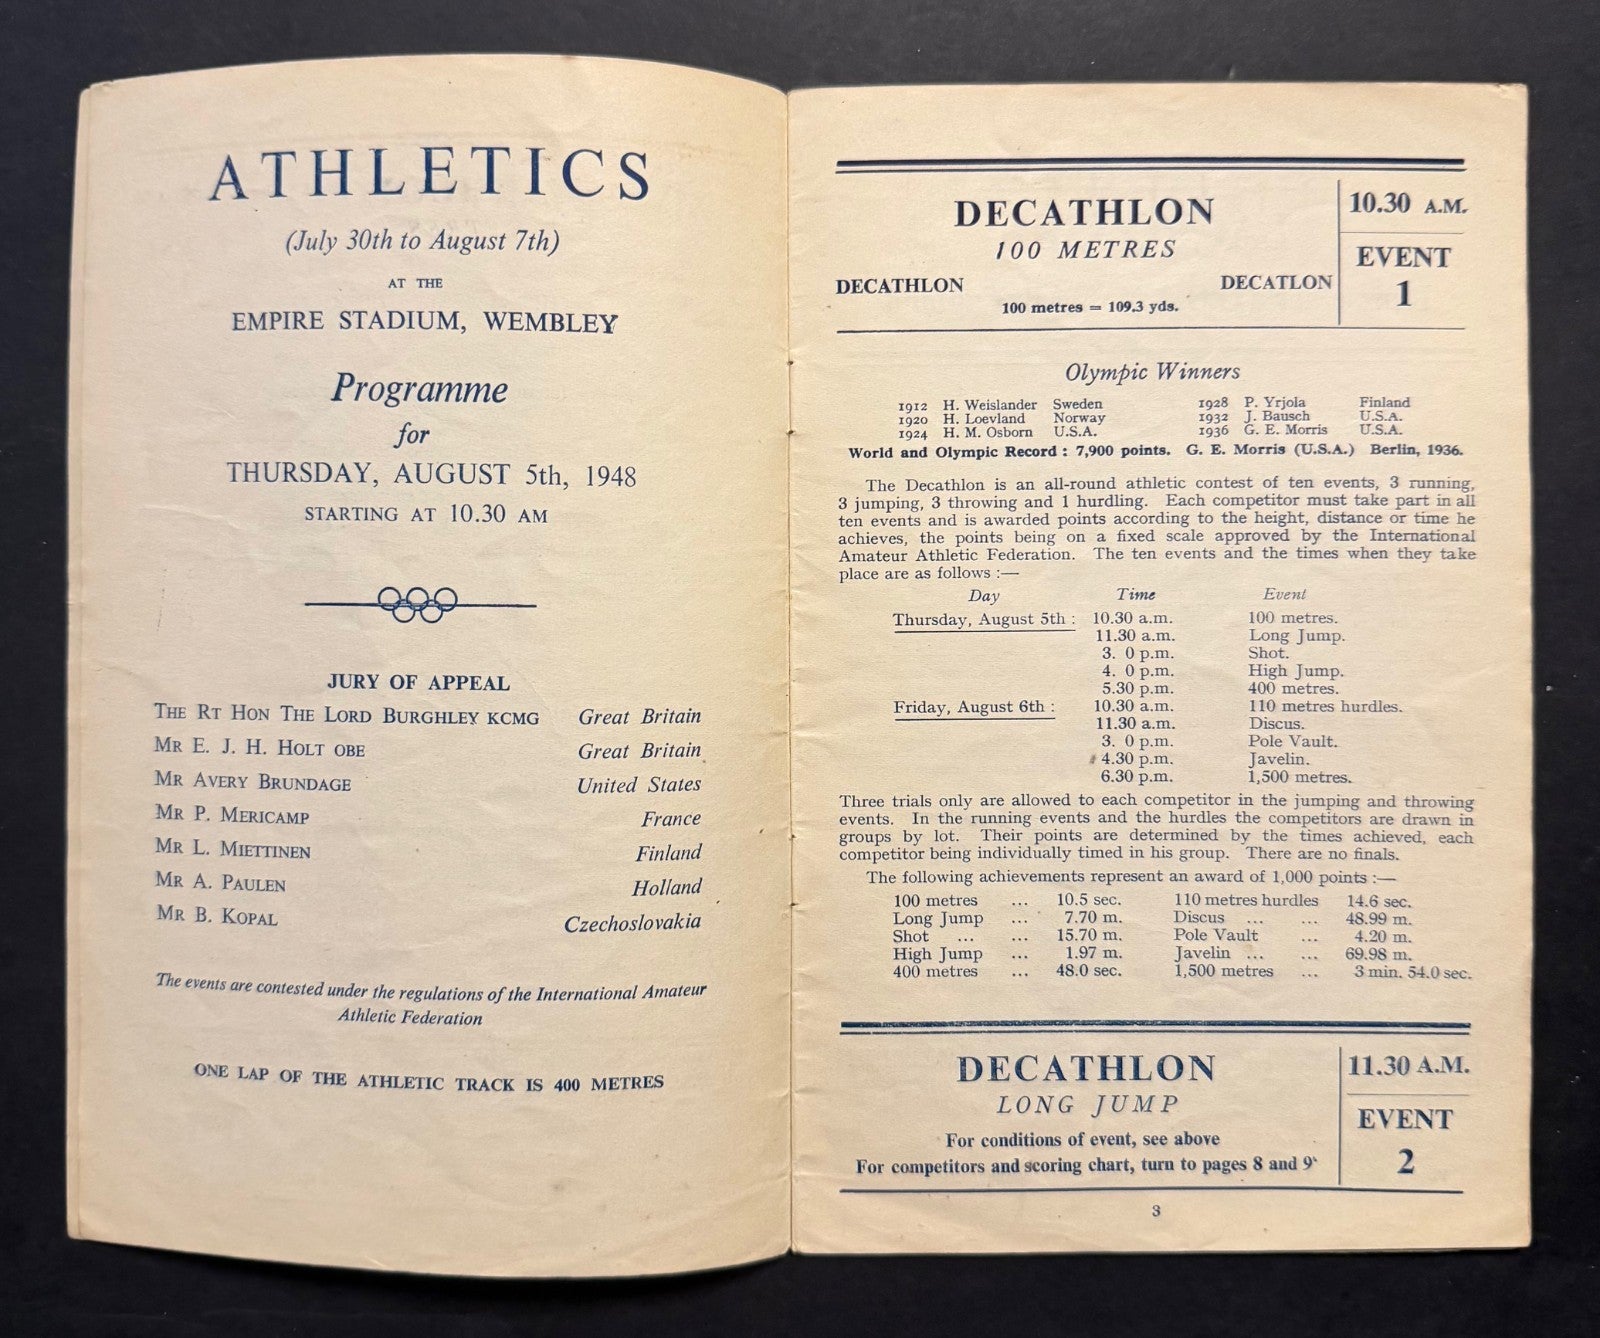 ATHLETICS
(July 30th to August 7th)
AT THE
EMPIRE STADIUM, WEMBLEY
Programme
for
THURSDAY, AUGUST 5th, 1948
STARTING AT 10.30 AM
JURY OF APPEAL
THE RT HON THE LORD BURGHLEY KCMG Great Britain
MR E. J. H. HOLT OBE Great Britain
MR AVERY BRUNDAGE United States
MR P. MERICAMP France
MR L. MIETTINEN Finland
MR A. PAULEN Holland
MR B. KOPAL Czechoslovakia
The events are contested under the regulations of the International Amateur
Athletic Federation
ONE LAP OF THE ATHLETIC TRACK IS 400 METRES
DECATHLON
100 METRES
DECATHLON DECATLON
100 metres = 109.3 yds.
10.30 A.M.
EVENT
1
Olympic Winners
1912 H. Weislander Sweden 1928 P. Yrjola Finland
1920 H. Loevland Norway 1932 J. Bausch U.S.A.
1924 H. M. Osborn U.S.A. 1936 G. E. Morris U.S.A.
World and Olympic Record : 7,900 points. G. E. Morris (U.S.A.) Berlin, 1936.
The Decathlon is an all-round athletic contest of ten events, 3 running,
3 jumping, 3 throwing and 1 hurdling. Each competitor must take part in all
ten events and is awarded points according to the height, distance or time he
achieves, the points being on a fixed scale approved by the International
Amateur Athletic Federation. The ten events and the times when they take
place are as follows :—
Day Time Event
Thursday, August 5th : 10.30 a.m. 100 metres.
11.30 a.m. Long Jump.
3. 0 p.m. Shot.
4. 0 p.m. High Jump.
5.30 p.m. 400 metres.
Friday, August 6th : 10.30 a.m. 110 metres hurdles.
11.30 a.m. Discus.
3. 0 p.m. Pole Vault.
4.30 p.m. Javelin.
6.30 p.m. 1,500 metres.
Three trials only are allowed to each competitor in the jumping and throwing
events. In the running events and the hurdles the competitors are drawn in
groups by lot. Their points are determined by the times achieved, each
competitor being individually timed in his group. There are no finals.
The following achievements represent an award of 1,000 points :—
100 metres ... 10.5 sec. 110 metres hurdles 14.6 sec.
Long Jump ... 7.70 m. Discus ... ... 48.99 m.
Shot ... ... 15.70 m. Pole Vault ... 4.20 m.
High Jump ... 1.97 m. Javelin ... ... 69.98 m.
400 metres ... 48.0 sec. 1,500 metres ... 3 min. 54.0 sec.
DECATHLON
LONG JUMP
For conditions of event, see above
For competitors and scoring chart, turn to pages 8 and 9
11.30 A.M.
EVENT
2
3